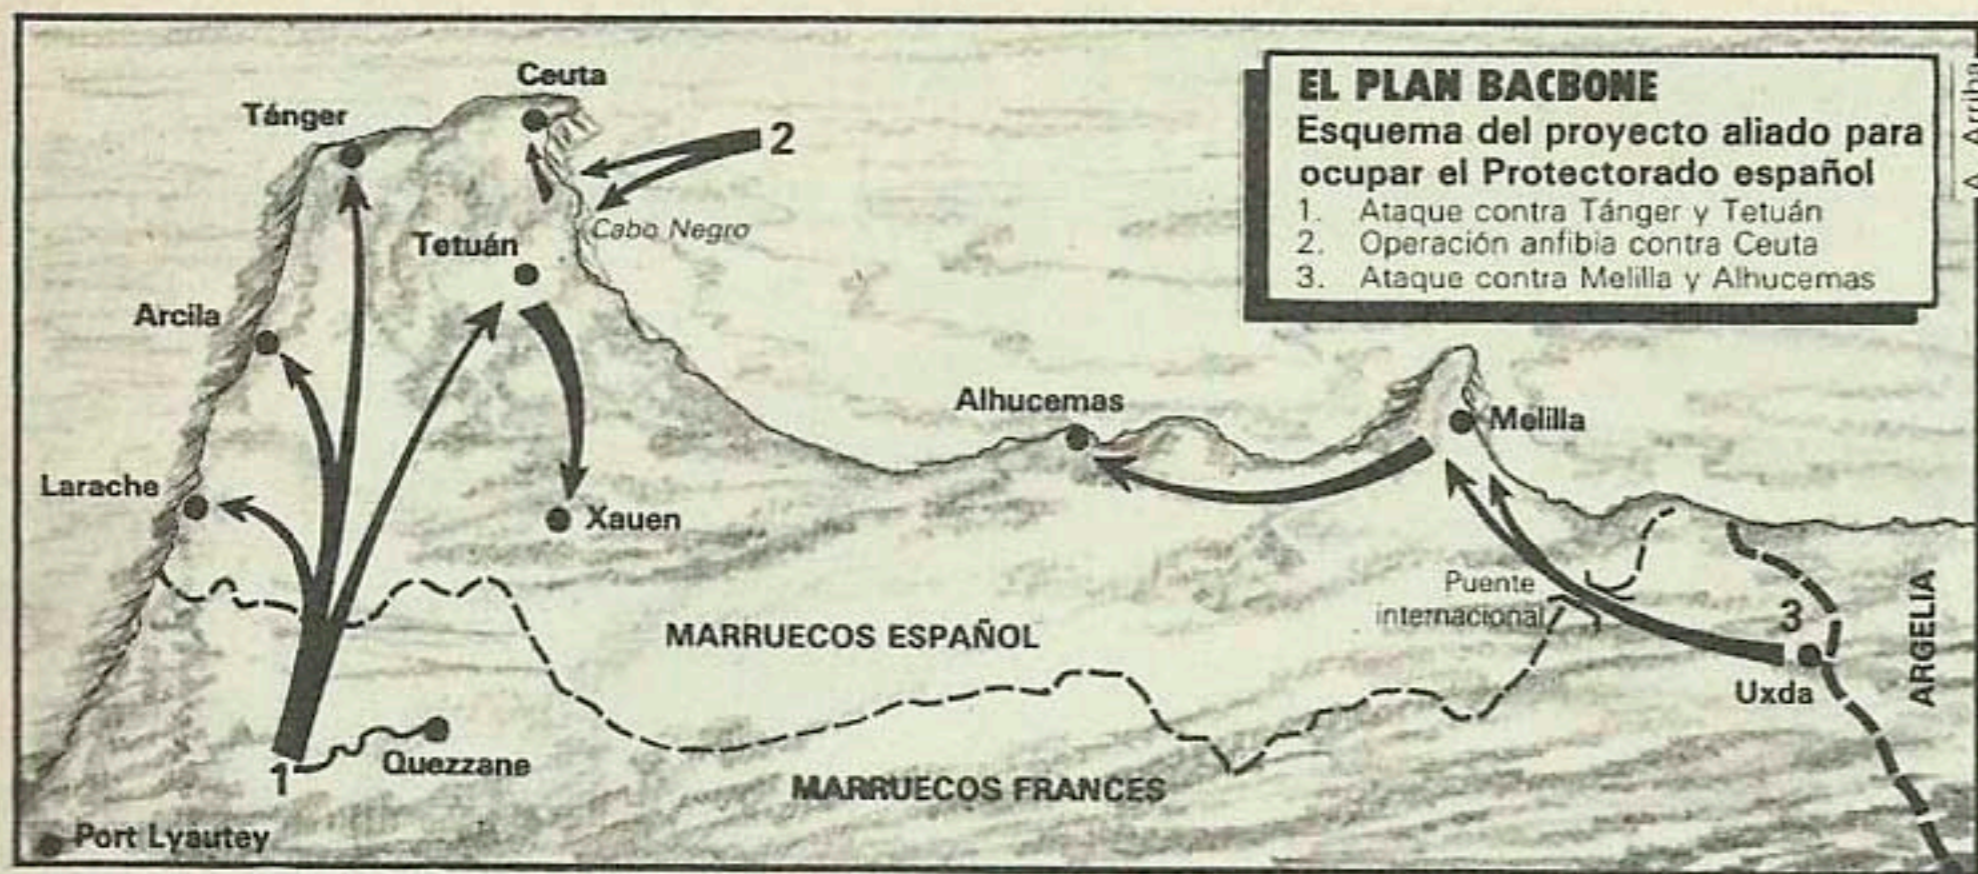 EL PLAN BACBONE
Esquema del proyecto aliado para
ocupar el Protectorado español
1. Ataque contra Tánger y Tetuán
2. Operación anfibia contra Ceuta
3. Ataque contra Melilla y Alhucemas
A. Arribas
Ceuta
Tánger
2
Cabo Negro
Tetuán
Arcila
Alhucemas
Melilla
Larache
Xauen
Puente
internacional
3
MARRUECOS ESPAÑOL
ARGELIA
Uxda
Quezzane
1
MARRUECOS FRANCES
Port Lyautey